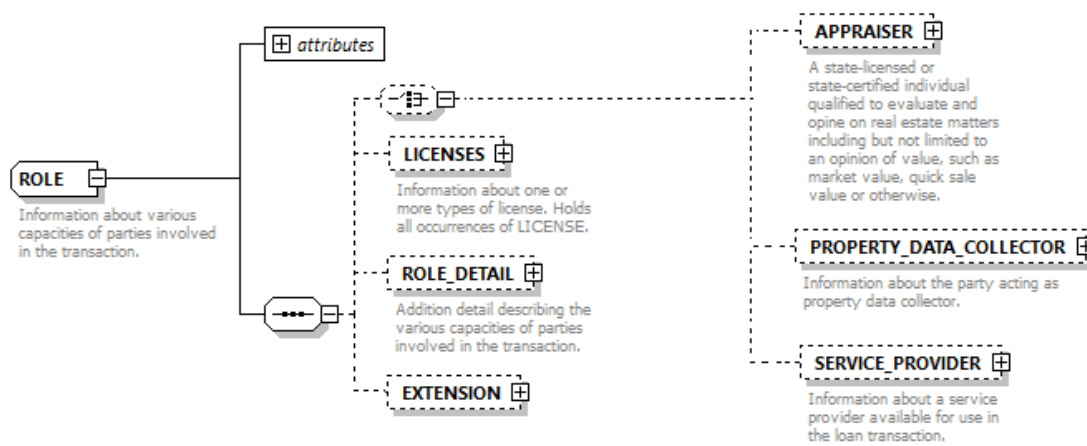 attributes
ROLE
Information about various
capacities of parties involved
in the transaction.
LICENSES
Information about one or
more types of license. Holds
all occurrences of LICENSE.
ROLE_DETAIL
Addition detail describing the
various capacities of parties
involved in the transaction.
EXTENSION
APPRAISER
A state-licensed or
state-certified individual
qualified to evaluate and
opine on real estate matters
including but not limited to
an opinion of value, such as
market value, quick sale
value or otherwise.
PROPERTY_DATA_COLLECTOR
Information about the party acting as
property data collector.
SERVICE_PROVIDER
Information about a service
provider available for use in
the loan transaction.